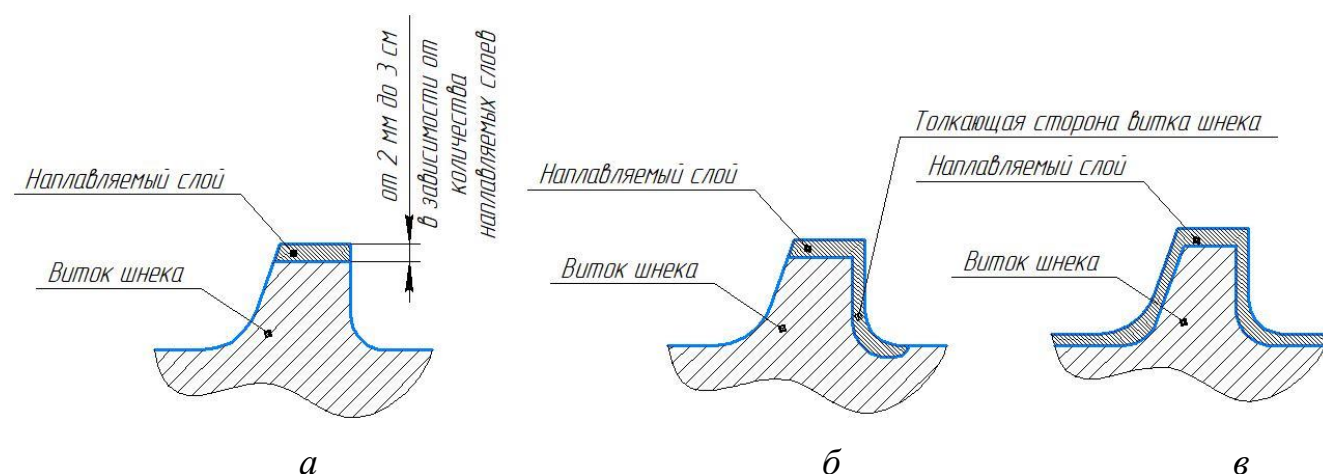 от 2 мм до 3 см
в зависимости от
количества
наплавляемых слоев
Наплавляемый слой
Виток шнека
Толкающая сторона витка шнека
Наплавляемый слой
Виток шнека
Наплавляемый слой
Виток шнека
а
б
в